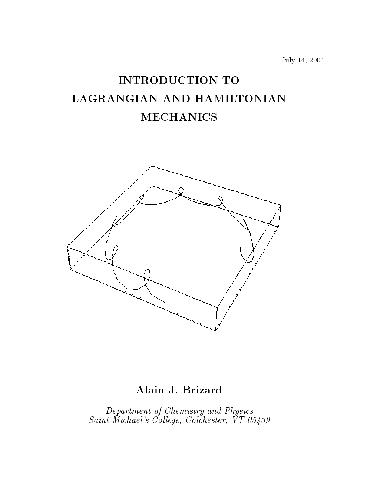 July 14, 2004
INTRODUCTION TO
LAGRANGIAN AND HAMILTONIAN
MECHANICS
Alain J. Brizard
Department of Chemistry and Physics
Saint Michael's College, Colchester, VT 05439